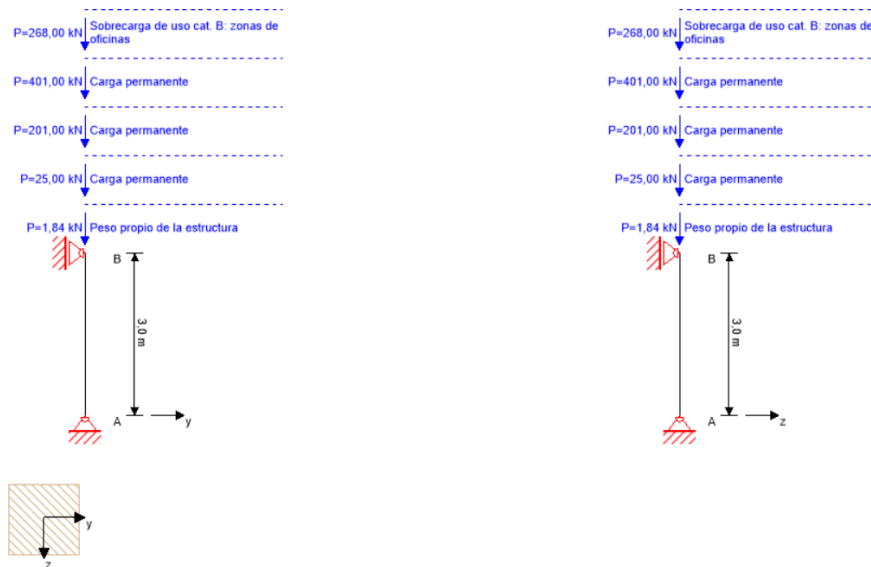 P=268,00 kN Sobrecarga de uso cat. B: zonas de
oficinas
P=401,00 kN Carga permanente
P=201,00 kN Carga permanente
P=25,00 kN Carga permanente
P=1,84 kN Peso propio de la estructura
B
3,0 m
A
y
y
z
P=268,00 kN Sobrecarga de uso cat. B: zonas de
oficinas
P=401,00 kN Carga permanente
P=201,00 kN Carga permanente
P=25,00 kN Carga permanente
P=1,84 kN Peso propio de la estructura
B
3,0 m
A
z